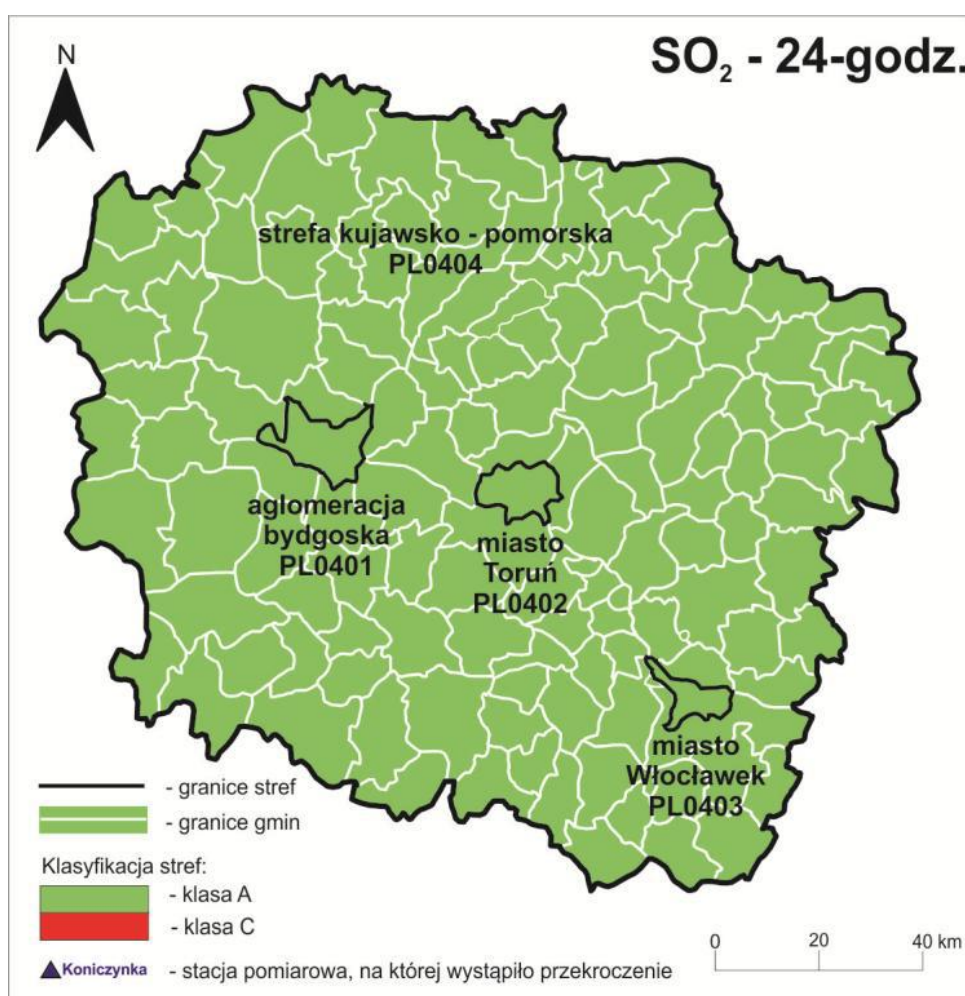 SO₂ - 24-godz.
N
strefa kujawsko - pomorska
PL0404
aglomeracja
bydgoska
PL0401
miasto
Toruń
PL0402
miasto
Włocławek
PL0403
- granice stref
- granice gmin
Klasyfikacja stref:
- klasa A
- klasa C
Koniczynka - stacja pomiarowa, na której wystąpiło przekroczenie
0 20 40 km